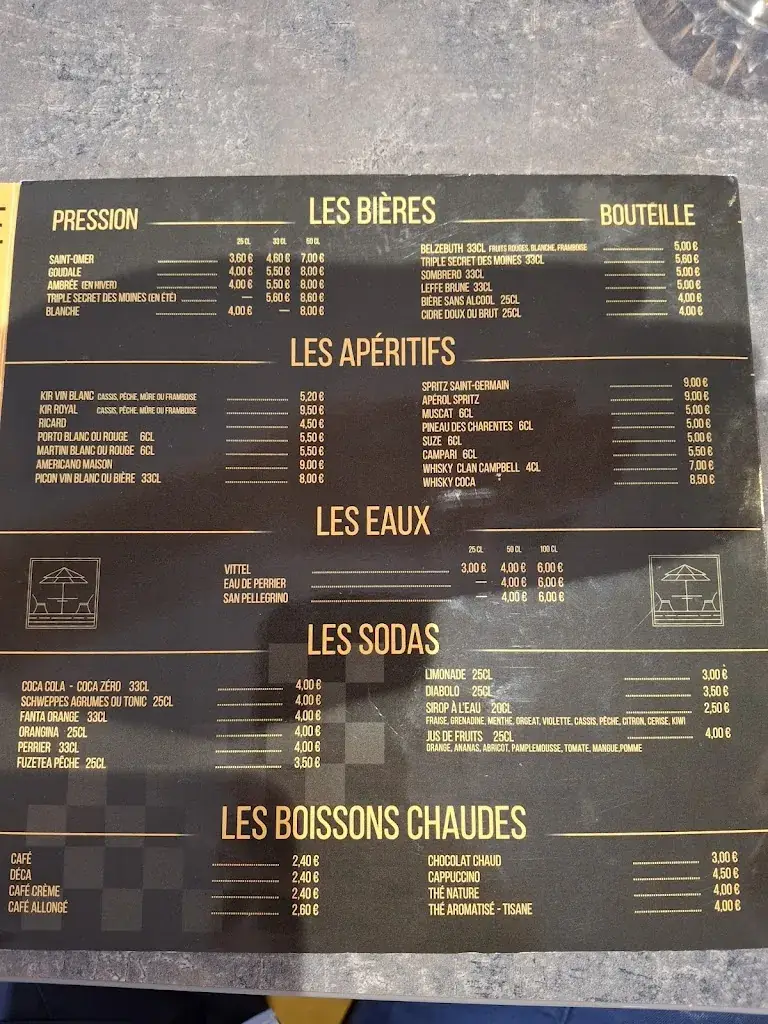 LES BIÈRES
PRESSION
25 CL 33 CL 50 CL
SAINT-OMER 3,60 € 4,60 € 7,00 €
GOUDALE 4,00 € 5,50 € 8,00 €
AMBRÉE (EN HIVER) 4,00 € 5,50 € 8,00 €
TRIPLE SECRET DES MOINES (EN ÉTÉ) — 5,60 € 8,60 €
BLANCHE 4,00 € — 8,00 €
BOUTEILLE
BELZEBUTH 33CL FRUITS ROUGES, BLANCHE, FRAMBOISE 5,00 €
TRIPLE SECRET DES MOINES 33CL 5,60 €
SOMBRERO 33CL 5,00 €
LEFFE BRUNE 33CL 5,00 €
BIÈRE SANS ALCOOL 25CL 4,00 €
CIDRE DOUX OU BRUT 25CL 4,00 €
LES APÉRITIFS
KIR VIN BLANC CASSIS, PÊCHE, MÛRE OU FRAMBOISE 5,20 €
KIR ROYAL CASSIS, PÊCHE, MÛRE OU FRAMBOISE 9,50 €
RICARD 4,50 €
PORTO BLANC OU ROUGE 6CL 5,50 €
MARTINI BLANC OU ROUGE 6CL 5,50 €
AMERICANO MAISON 9,00 €
PICON VIN BLANC OU BIÈRE 33CL 8,00 €
SPRITZ SAINT-GERMAIN 9,00 €
APÉROL SPRITZ 9,00 €
MUSCAT 6CL 5,00 €
PINEAU DES CHARENTES 6CL 5,00 €
SUZE 6CL 5,00 €
CAMPARI 6CL 5,50 €
WHISKY CLAN CAMPBELL 4CL 7,00 €
WHISKY COCA 8,50 €
LES EAUX
25 CL 50 CL 100 CL
VITTEL 3,00 € 4,00 € 6,00 €
EAU DE PERRIER — 4,00 € 6,00 €
SAN PELLEGRINO — 4,00 € 6,00 €
LES SODAS
COCA COLA - COCA ZÉRO 33CL 4,00 €
SCHWEPPES AGRUMES OU TONIC 25CL 4,00 €
FANTA ORANGE 33CL 4,00 €
ORANGINA 25CL 4,00 €
PERRIER 33CL 4,00 €
FUZETEA PÊCHE 25CL 3,50 €
LIMONADE 25CL 3,00 €
DIABOLO 25CL 3,50 €
SIROP À L'EAU 20CL 2,50 €
FRAISE, GRENADINE, MENTHE, ORGEAT, VIOLETTE, CASSIS, PÊCHE, CITRON, CERISE, KIWI
JUS DE FRUITS 25CL 4,00 €
ORANGE, ANANAS, ABRICOT, PAMPLEMOUSSE, TOMATE, MANGUE,POMME
LES BOISSONS CHAUDES
CAFÉ 2,40 €
DÉCA 2,40 €
CAFÉ CRÈME 2,40 €
CAFÉ ALLONGÉ 2,60 €
CHOCOLAT CHAUD 3,00 €
CAPPUCCINO 4,50 €
THÉ NATURE 4,00 €
THÉ AROMATISÉ - TISANE 4,00 €